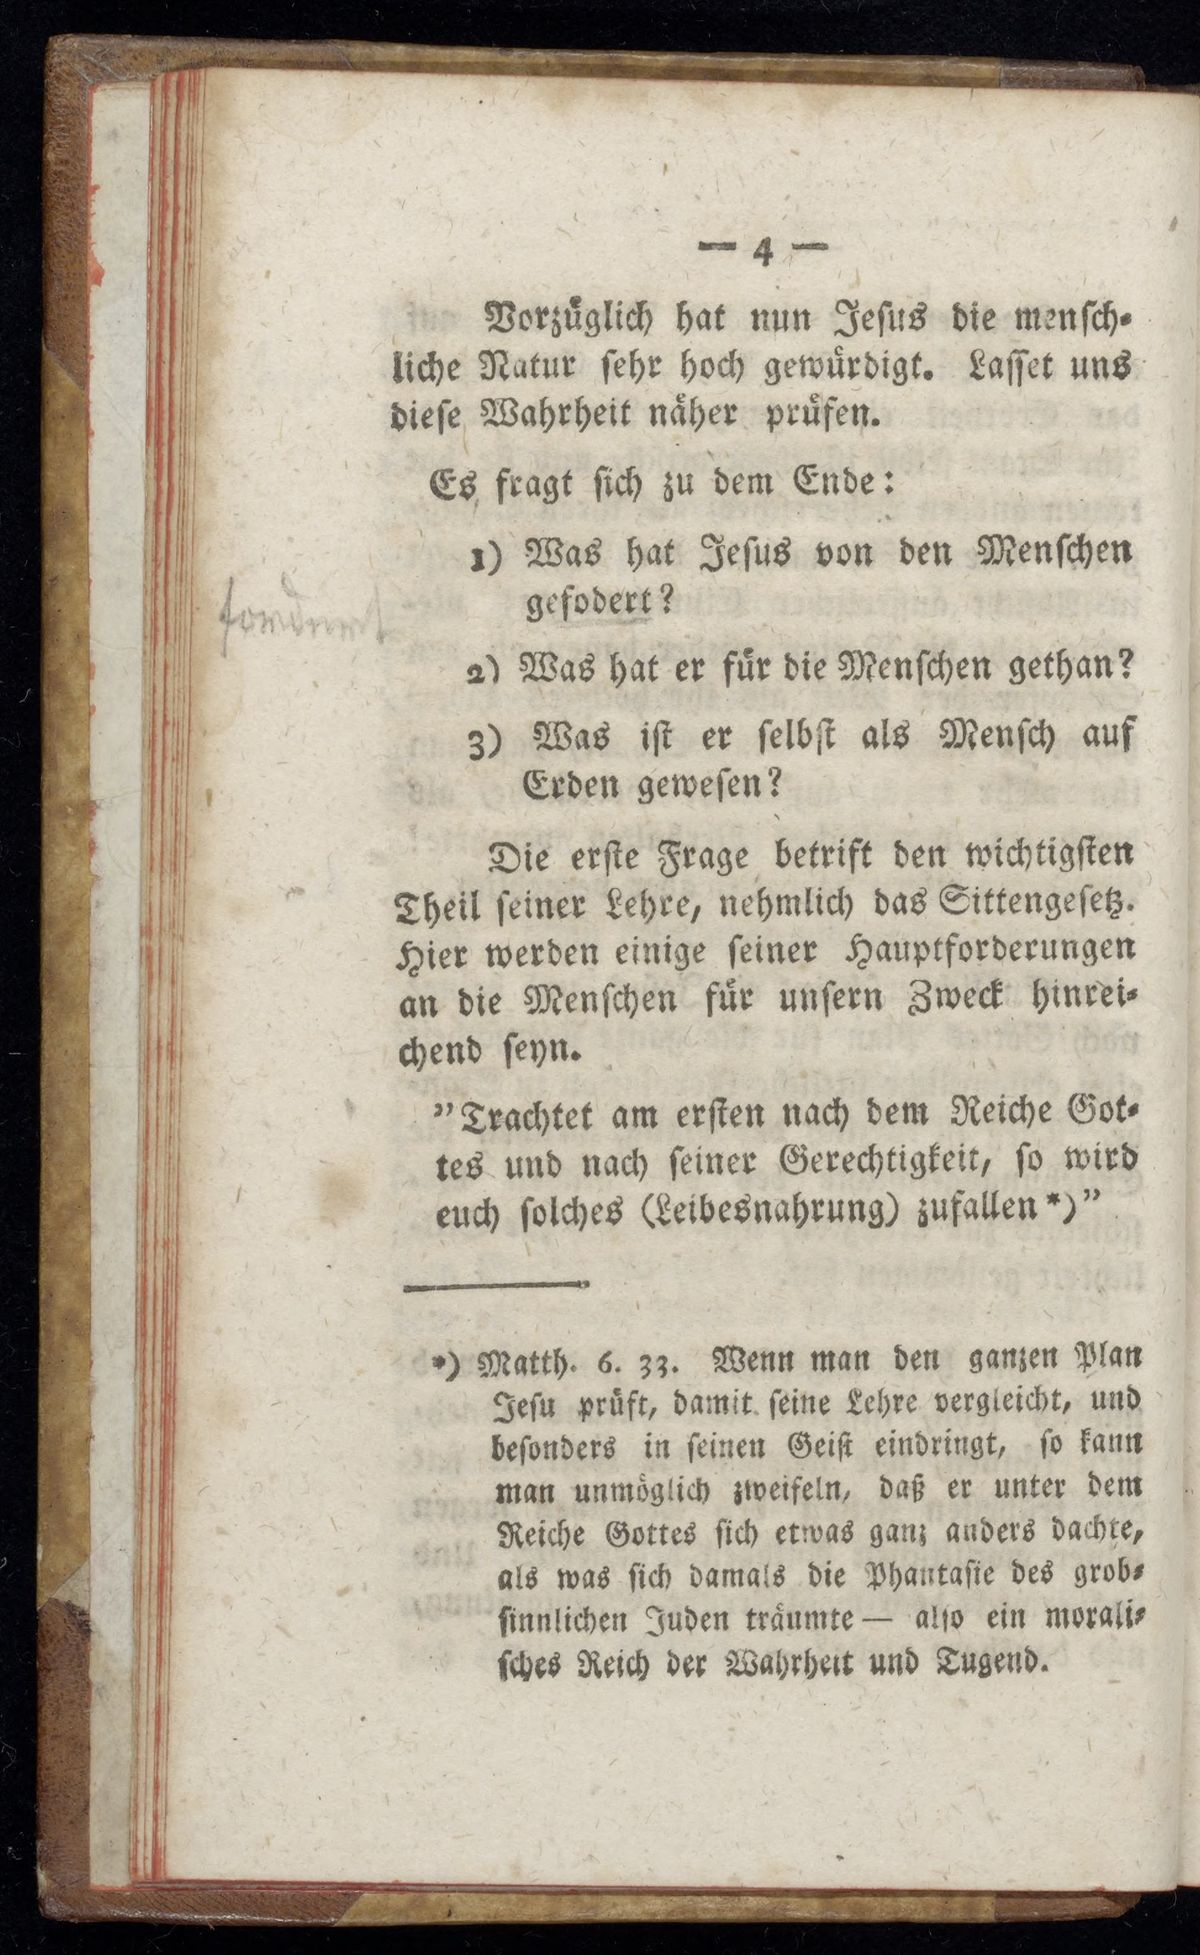 — 4 —
Vorzüglich hat nun Jesus die mensch-
liche Natur sehr hoch gewürdigt. Lasset uns
diese Wahrheit näher prüfen.
Es fragt sich zu dem Ende:
1) Was hat Jesus von den Menschen
gefodert?
2) Was hat er für die Menschen gethan?
3) Was ist er selbst als Mensch auf
Erden gewesen?
Die erste Frage betrift den wichtigsten
Theil seiner Lehre, nehmlich das Sittengesetz.
Hier werden einige seiner Hauptforderungen
an die Menschen für unsern Zweck hinrei-
chend seyn.
"Trachtet am ersten nach dem Reiche Got-
tes und nach seiner Gerechtigkeit, so wird
euch solches (Leibesnahrung) zufallen *)"
*) Matth. 6. 33. Wenn man den ganzen Plan
Jesu prüft, damit seine Lehre vergleicht, und
besonders in seinen Geist eindringt, so kann
man unmöglich zweifeln, daß er unter dem
Reiche Gottes sich etwas ganz anders dachte,
als was sich damals die Phantasie des grob-
sinnlichen Juden träumte — also ein morali-
sches Reich der Wahrheit und Tugend.